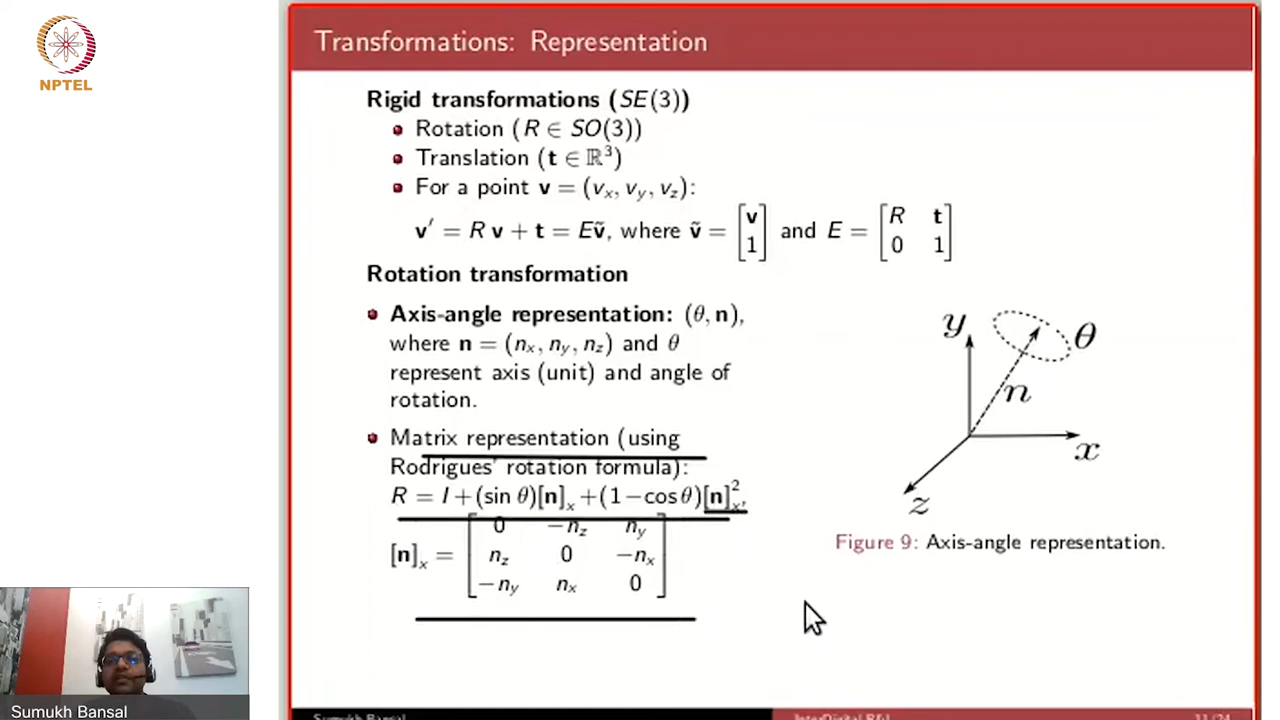 NPTEL
Transformations: Representation
Rigid transformations (SE(3))
Rotation (R ∈ SO(3))
Translation (t ∈ ℝ³)
For a point v = (vₓ, v_y, v_z):
v′ = R v + t = Eṽ, where ṽ = [v 1] and E = [R t 0 1]
Rotation transformation
Axis-angle representation: (θ, n),
where n = (nₓ, n_y, n_z) and θ
represent axis (unit) and angle of
rotation.
Matrix representation (using
Rodrigues' rotation formula):
R = I + (sin θ)[n]ₓ + (1−cos θ)[n]²ₓ,
[n]ₓ =
0 −n_z n_y
n_z 0 −nₓ
−n_y nₓ 0
y
θ
n
x
z
Figure 9: Axis-angle representation.
Sumukh Bansal
Sumukh Bansal
InterDigital R&I
11/24